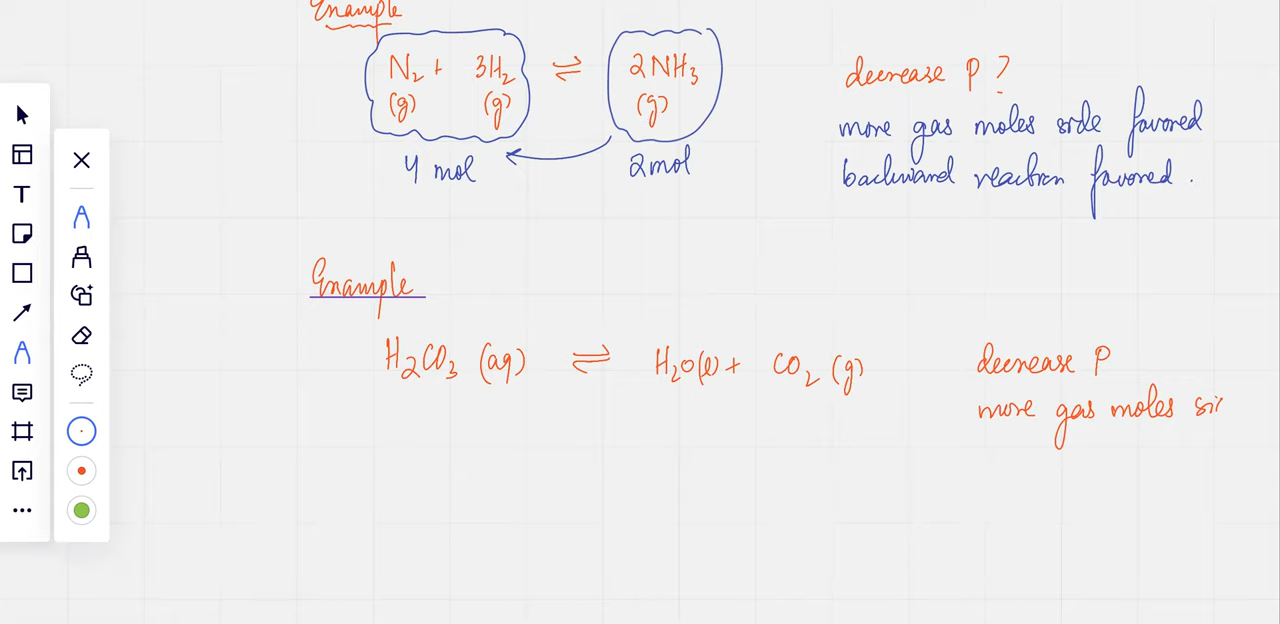 Example
N₂ + 3H₂ ⇌ 2NH₃
(g) (g) (g)
4 mol 2mol
decrease P ?
more gas moles side favored
backward reaction favored.
Example
H₂CO₃ (aq) ⇌ H₂O(l) + CO₂ (g)
decrease P
more gas moles si
T